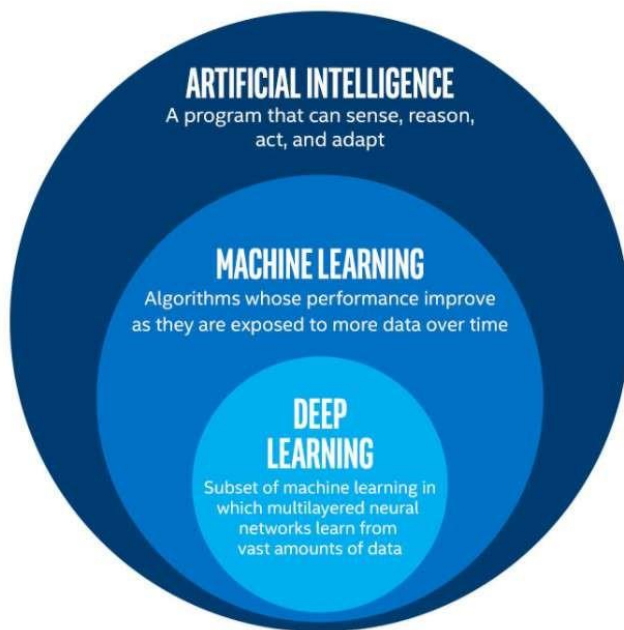 ARTIFICIAL INTELLIGENCE
A program that can sense, reason,
act, and adapt
MACHINE LEARNING
Algorithms whose performance improve
as they are exposed to more data over time
DEEP
LEARNING
Subset of machine learning in
which multilayered neural
networks learn from
vast amounts of data